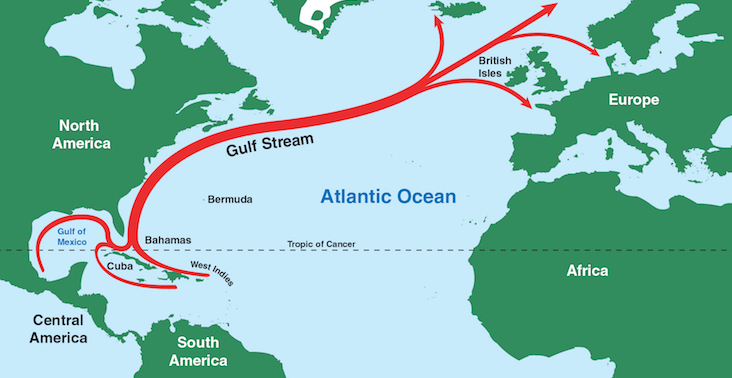 British
Isles
Europe
North
America
Gulf Stream
Bermuda
Atlantic Ocean
Gulf of
Mexico
Bahamas
Tropic of Cancer
Cuba
West Indies
Africa
Central
America
South
America